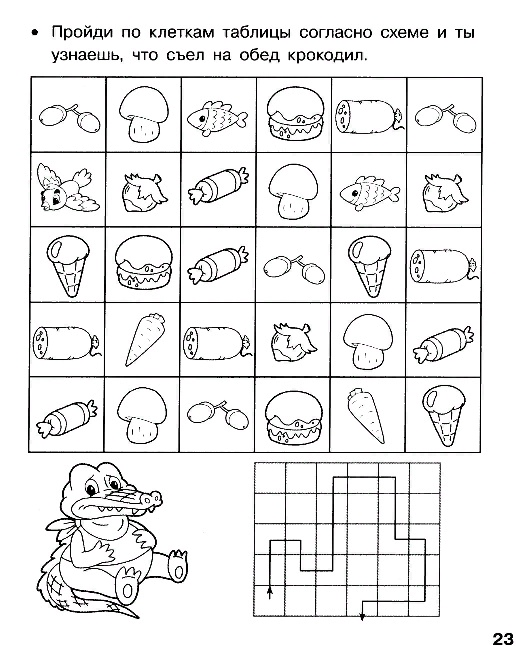 • Пройди по клеткам таблицы согласно схеме и ты
узнаешь, что съел на обед крокодил.
23